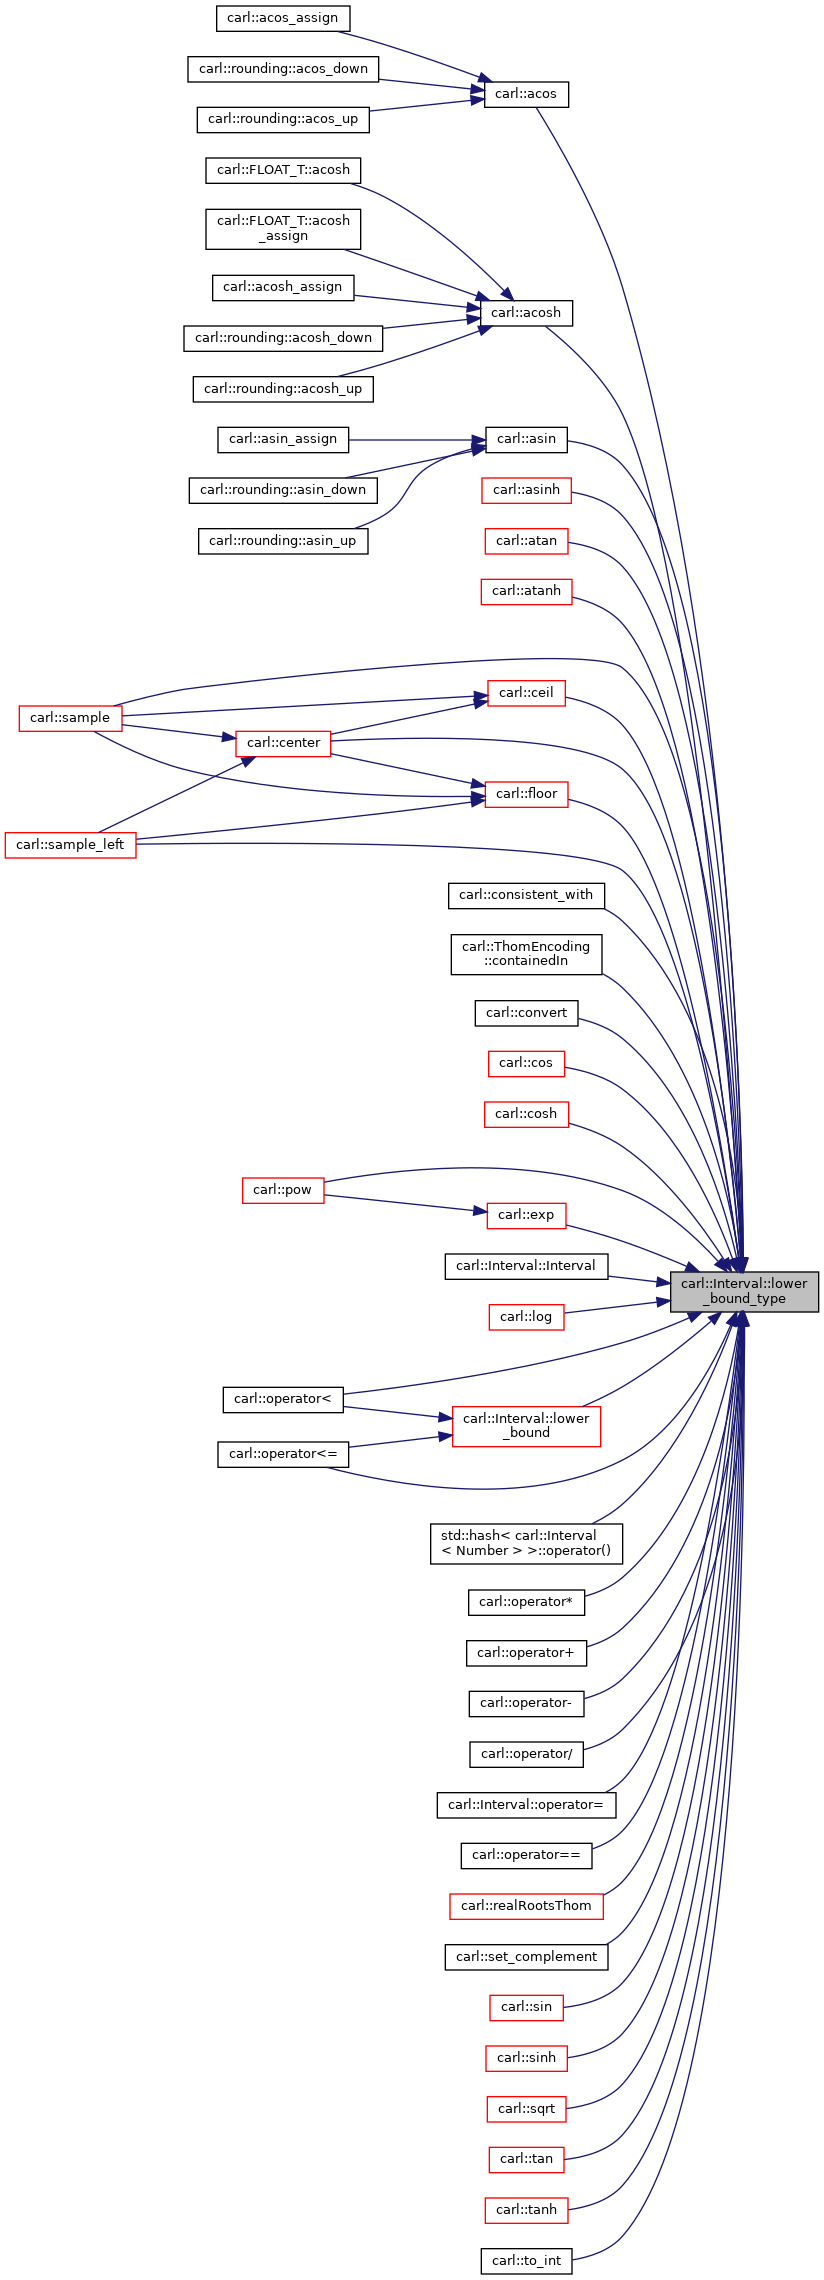 carl::acos_assign
carl::rounding::acos_down
carl::acos
carl::rounding::acos_up
carl::FLOAT_T::acosh
carl::FLOAT_T::acosh
_assign
carl::acosh_assign
carl::acosh
carl::rounding::acosh_down
carl::rounding::acosh_up
carl::asin_assign
carl::asin
carl::rounding::asin_down
carl::asinh
carl::rounding::asin_up
carl::atan
carl::atanh
carl::ceil
carl::sample
carl::center
carl::floor
carl::sample_left
carl::consistent_with
carl::ThomEncoding
::containedIn
carl::convert
carl::cos
carl::cosh
carl::pow
carl::exp
carl::Interval::Interval
carl::Interval::lower
_bound_type
carl::log
carl::operator<
carl::Interval::lower
_bound
carl::operator<=
std::hash< carl::Interval
< Number > >::operator()
carl::operator*
carl::operator+
carl::operator-
carl::operator/
carl::Interval::operator=
carl::operator==
carl::realRootsThom
carl::set_complement
carl::sin
carl::sinh
carl::sqrt
carl::tan
carl::tanh
carl::to_int